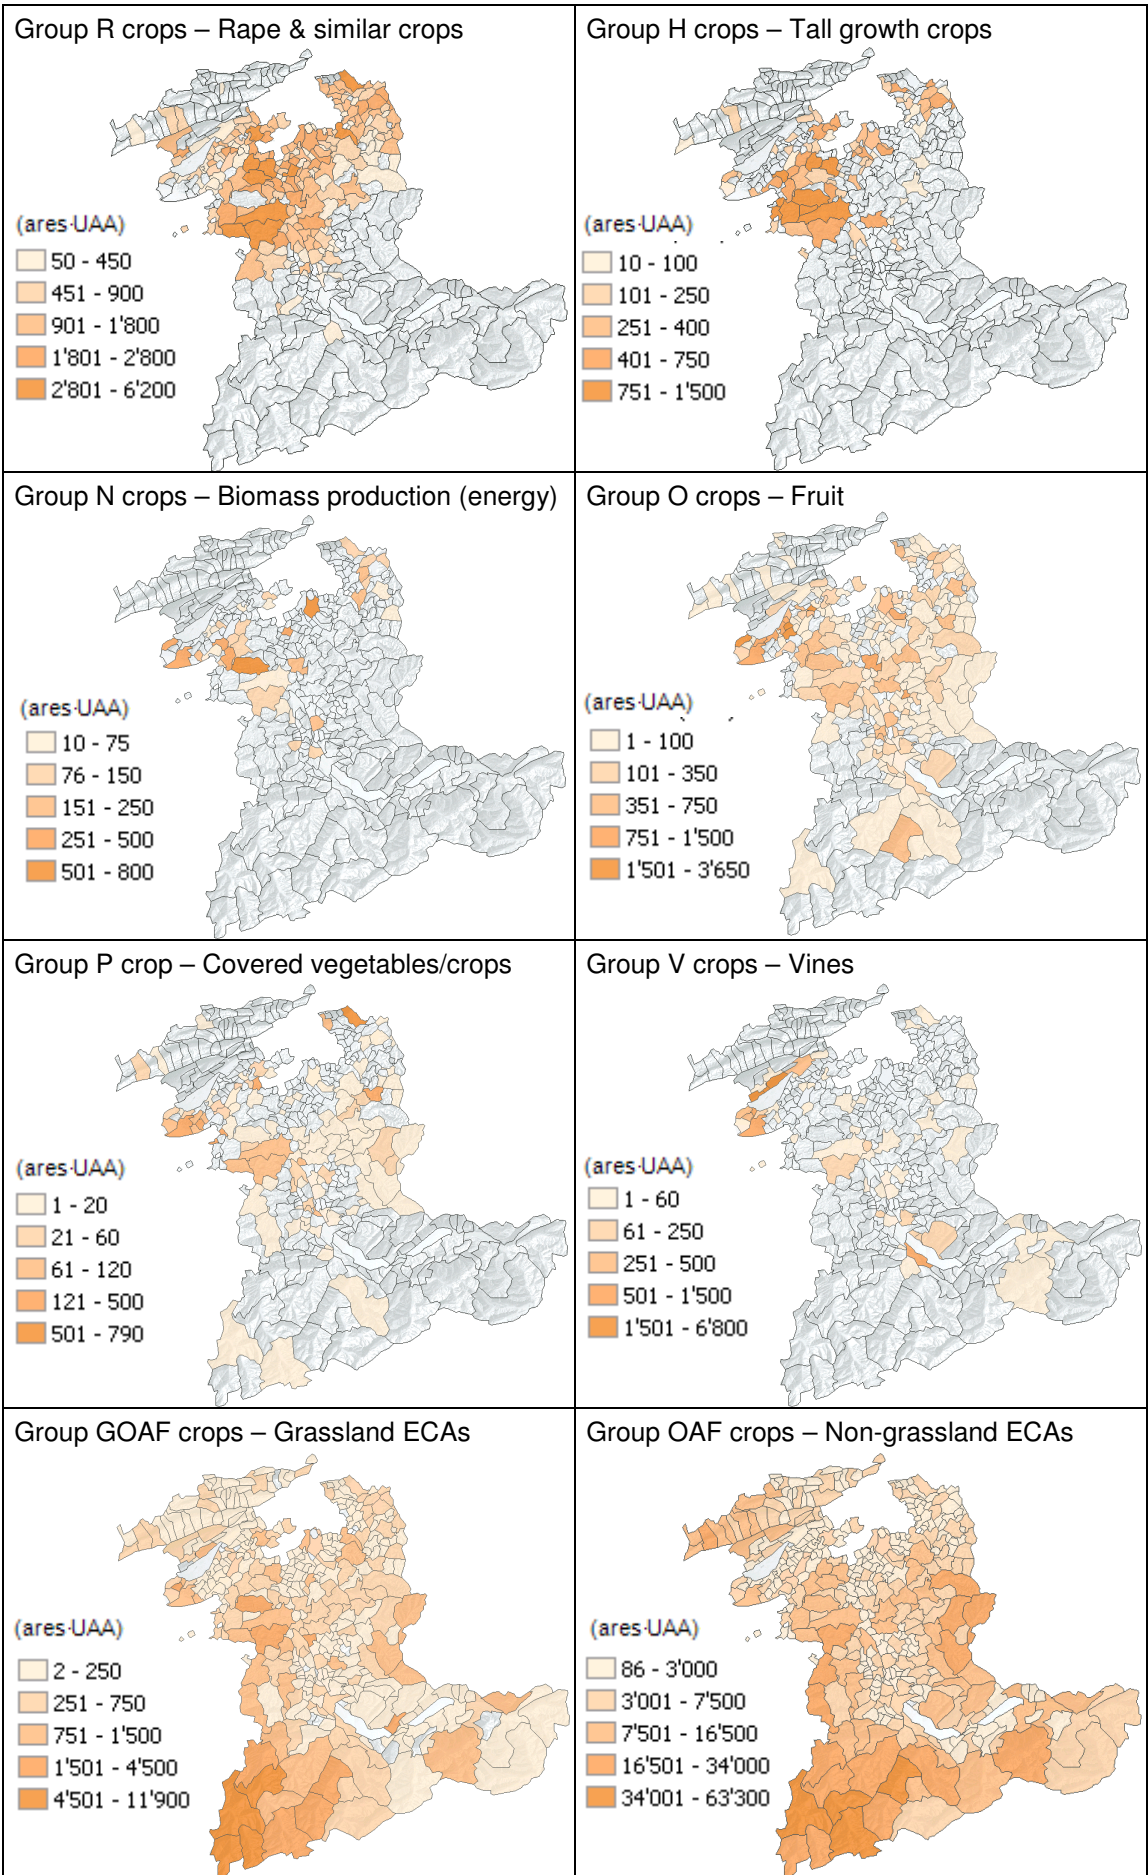 Group R crops – Rape & similar crops
(ares·UAA)
50 - 450
451 - 900
901 - 1'800
1'801 - 2'800
2'801 - 6'200
Group H crops – Tall growth crops
(ares·UAA)
10 - 100
101 - 250
251 - 400
401 - 750
751 - 1'500
Group N crops – Biomass production (energy)
(ares·UAA)
10 - 75
76 - 150
151 - 250
251 - 500
501 - 800
Group O crops – Fruit
(ares·UAA)
1 - 100
101 - 350
351 - 750
751 - 1'500
1'501 - 3'650
Group P crop – Covered vegetables/crops
(ares·UAA)
1 - 20
21 - 60
61 - 120
121 - 500
501 - 790
Group V crops – Vines
(ares·UAA)
1 - 60
61 - 250
251 - 500
501 - 1'500
1'501 - 6'800
Group GOAF crops – Grassland ECAs
(ares·UAA)
2 - 250
251 - 750
751 - 1'500
1'501 - 4'500
4'501 - 11'900
Group OAF crops – Non-grassland ECAs
(ares·UAA)
86 - 3'000
3'001 - 7'500
7'501 - 16'500
16'501 - 34'000
34'001 - 63'300